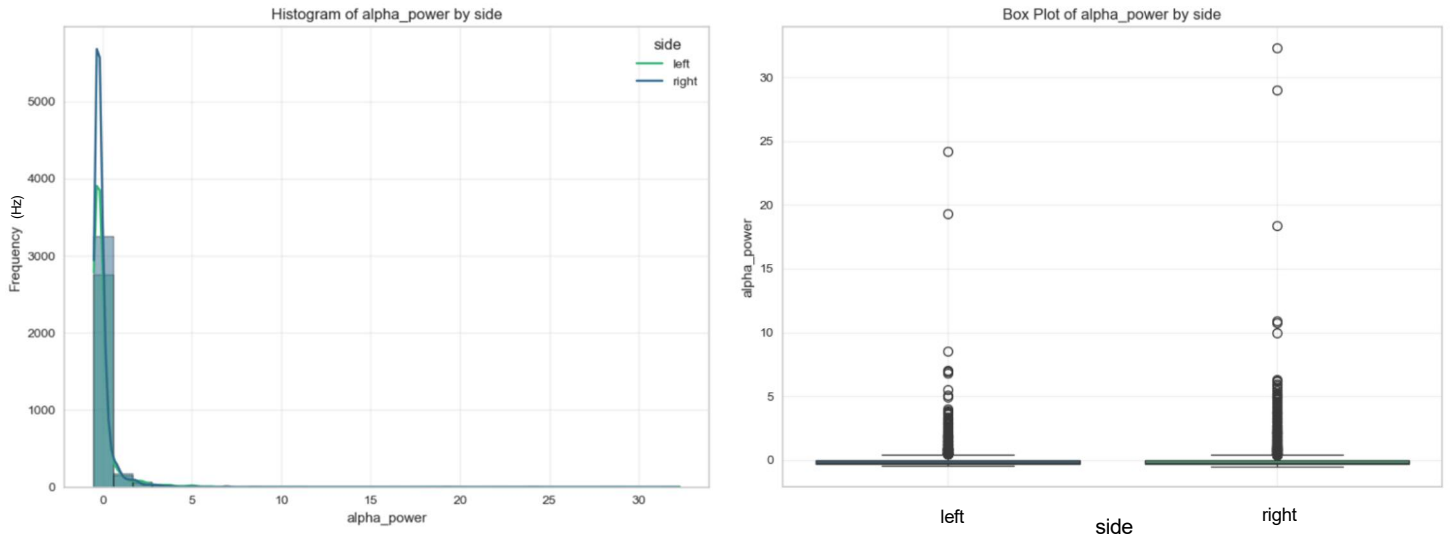 Histogram of alpha_power by side
side
left
right
5000
4000
3000
2000
1000
0
Frequency (Hz)
0 5 10 15 20 25 30
alpha_power
Box Plot of alpha_power by side
30
25
20
15
10
5
0
alpha_power
left right
side